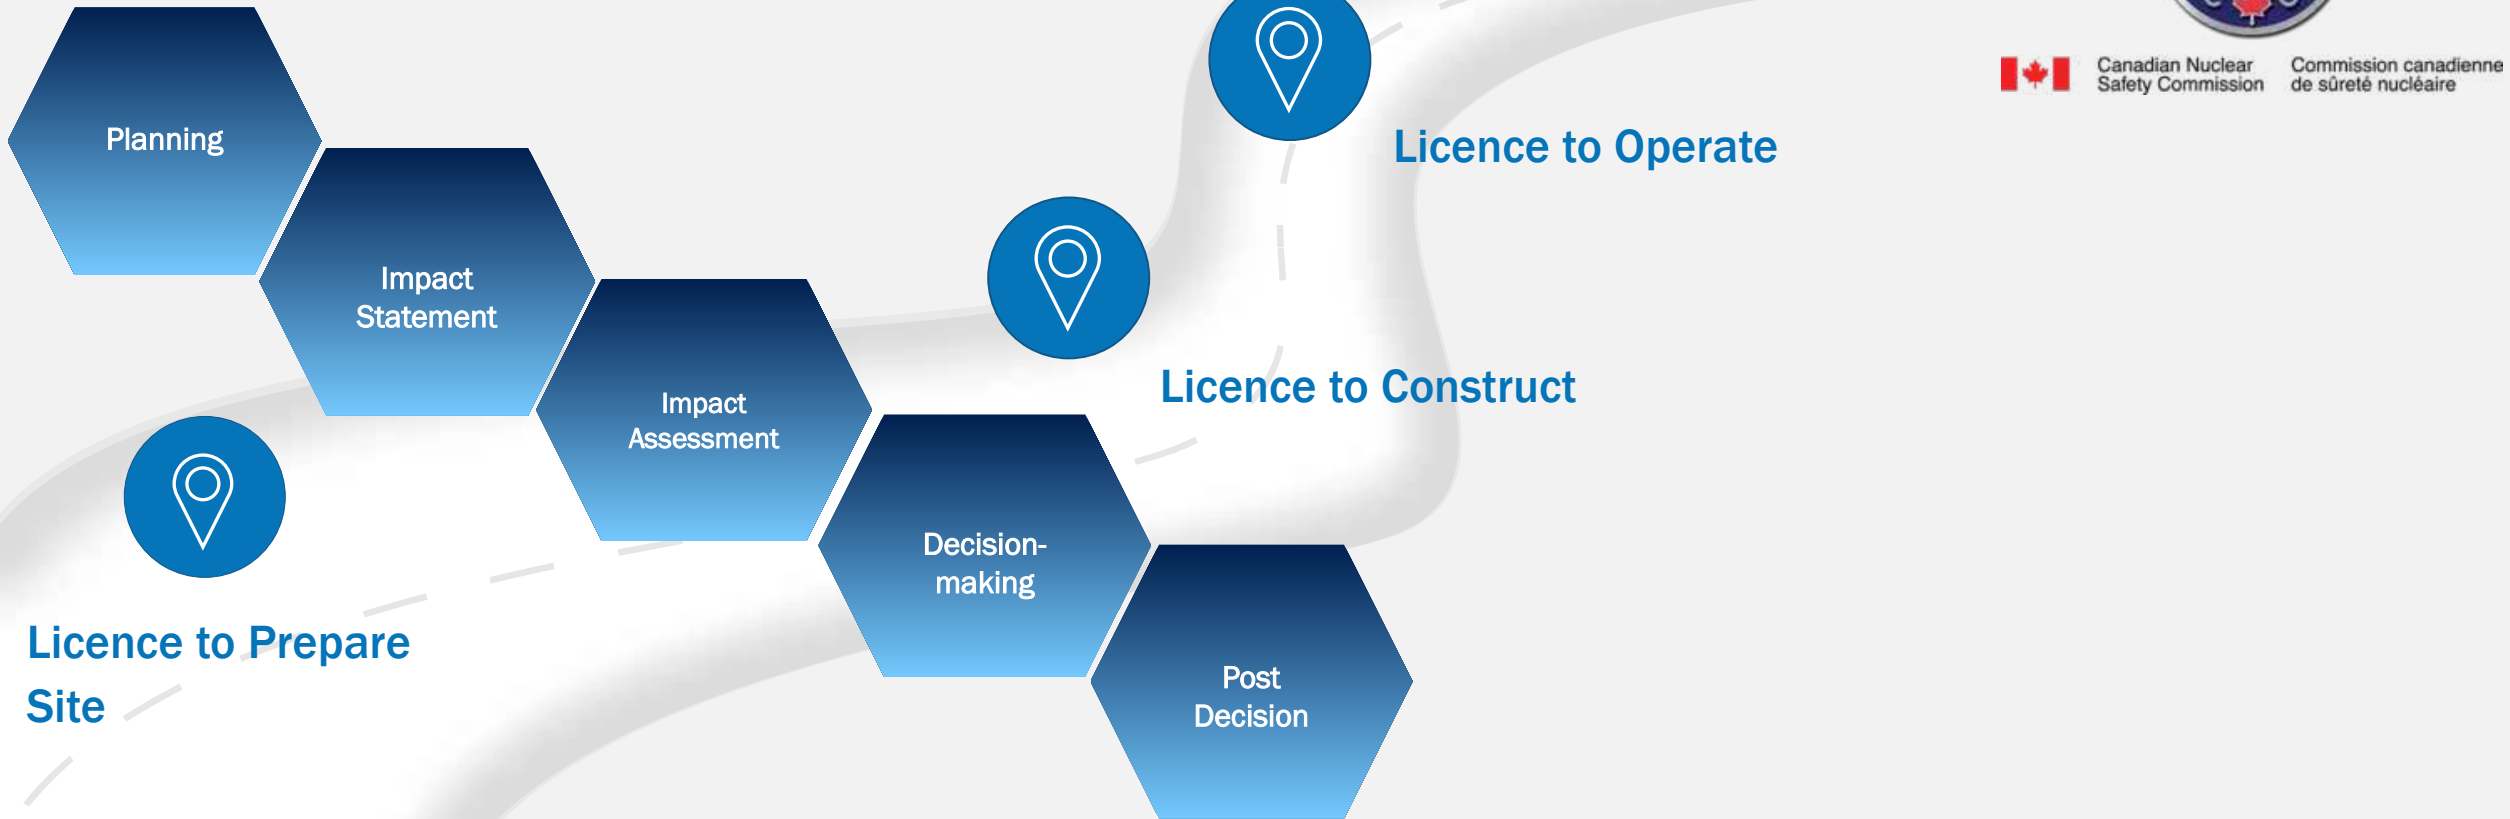 Canadian Nuclear
Safety Commission
Commission canadienne
de sûreté nucléaire
Planning
Impact
Statement
Impact
Assessment
Decision-
making
Post
Decision
Licence to Operate
Licence to Construct
Licence to Prepare
Site